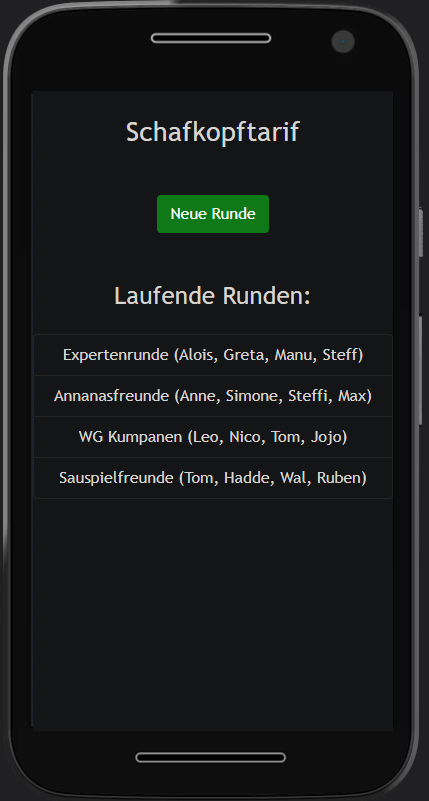 Schafkopftarif
Neue Runde
Laufende Runden:
Expertenrunde (Alois, Greta, Manu, Steff)
Annanasfreunde (Anne, Simone, Steffi, Max)
WG Kumpanen (Leo, Nico, Tom, Jojo)
Sauspielfreunde (Tom, Hadde, Wal, Ruben)